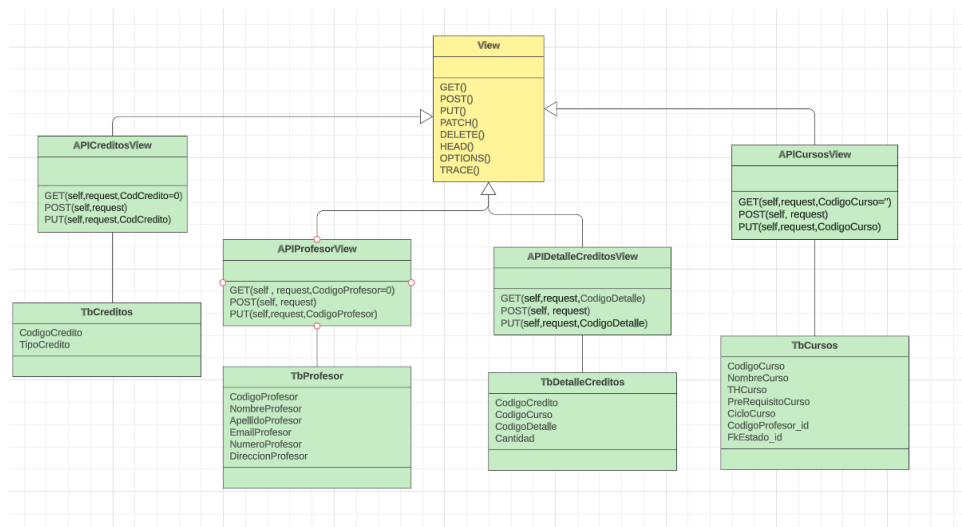 View
GET()
POST()
PUT()
PATCH()
DELETE()
HEAD()
OPTIONS()
TRACE()
APICreditosView
GET(self,request,CodCredito=0)
POST(self,request)
PUT(self,request,CodCredito)
APICursosView
GET(self,request,CodigoCurso='')
POST(self, request)
PUT(self,request,CodigoCurso)
APIProfesorView
GET(self , request,CodigoProfesor=0)
POST(self, request)
PUT(self,request,CodigoProfesor)
APIDetalleCreditosView
GET(self,request,CodigoDetalle)
POST(self, request)
PUT(self,request,CodigoDetalle)
TbCreditos
CodigoCredito
TipoCredito
TbProfesor
CodigoProfesor
NombreProfesor
ApellidoProfesor
EmailProfesor
NumeroProfesor
DireccionProfesor
TbDetalleCreditos
CodigoCredito
CodigoCurso
CodigoDetalle
Cantidad
TbCursos
CodigoCurso
NombreCurso
THCurso
PreRequisitoCurso
CicloCurso
CodigoProfesor_id
FkEstado_id